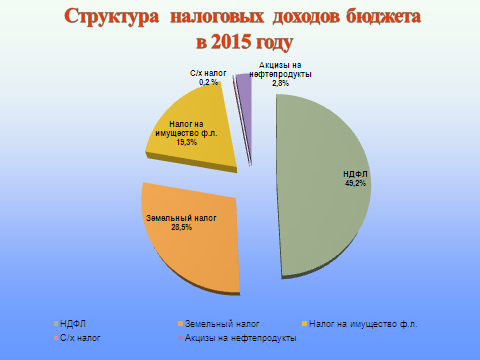 Структура налоговых доходов бюджета
в 2015 году
С/х налог
0,2 %
Акцизы на
нефтепродукты
2,8%
Налог на
имущество ф.л.
19,3%
НДФЛ
49,2%
Земельный налог
28,5%
НДФЛ
Земельный налог
Налог на имущество ф.л.
С/х налог
Акцизы на нефтепродукты